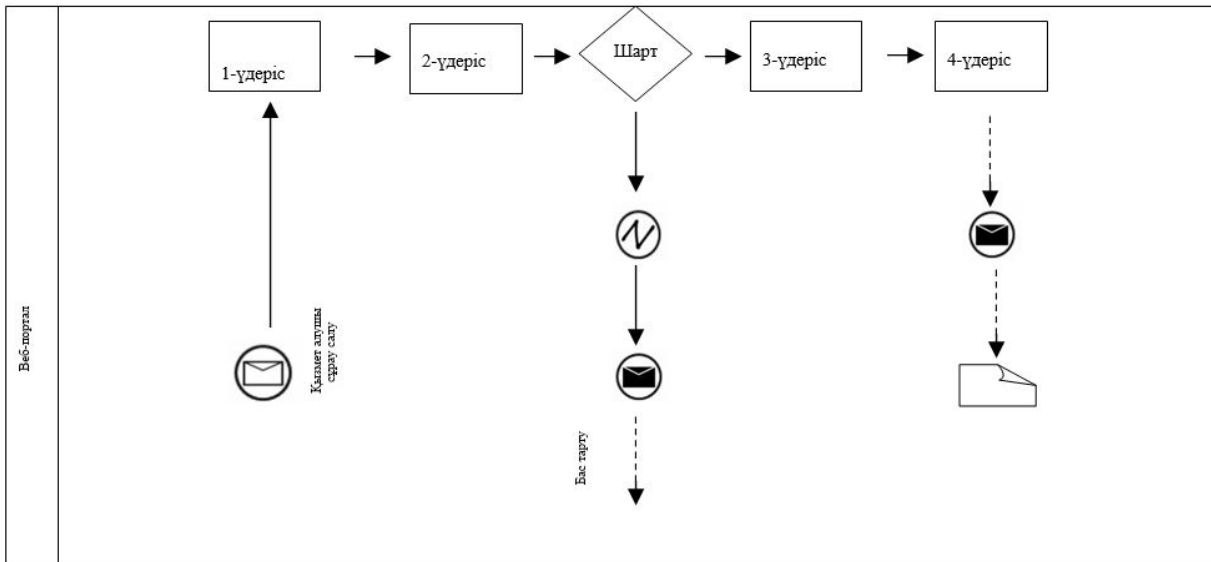 1-үдеріс
2-үдеріс
Шарт
3-үдеріс
4-үдеріс
Веб-портал
Қызмет алушы
сұрау салу
Бас тарту